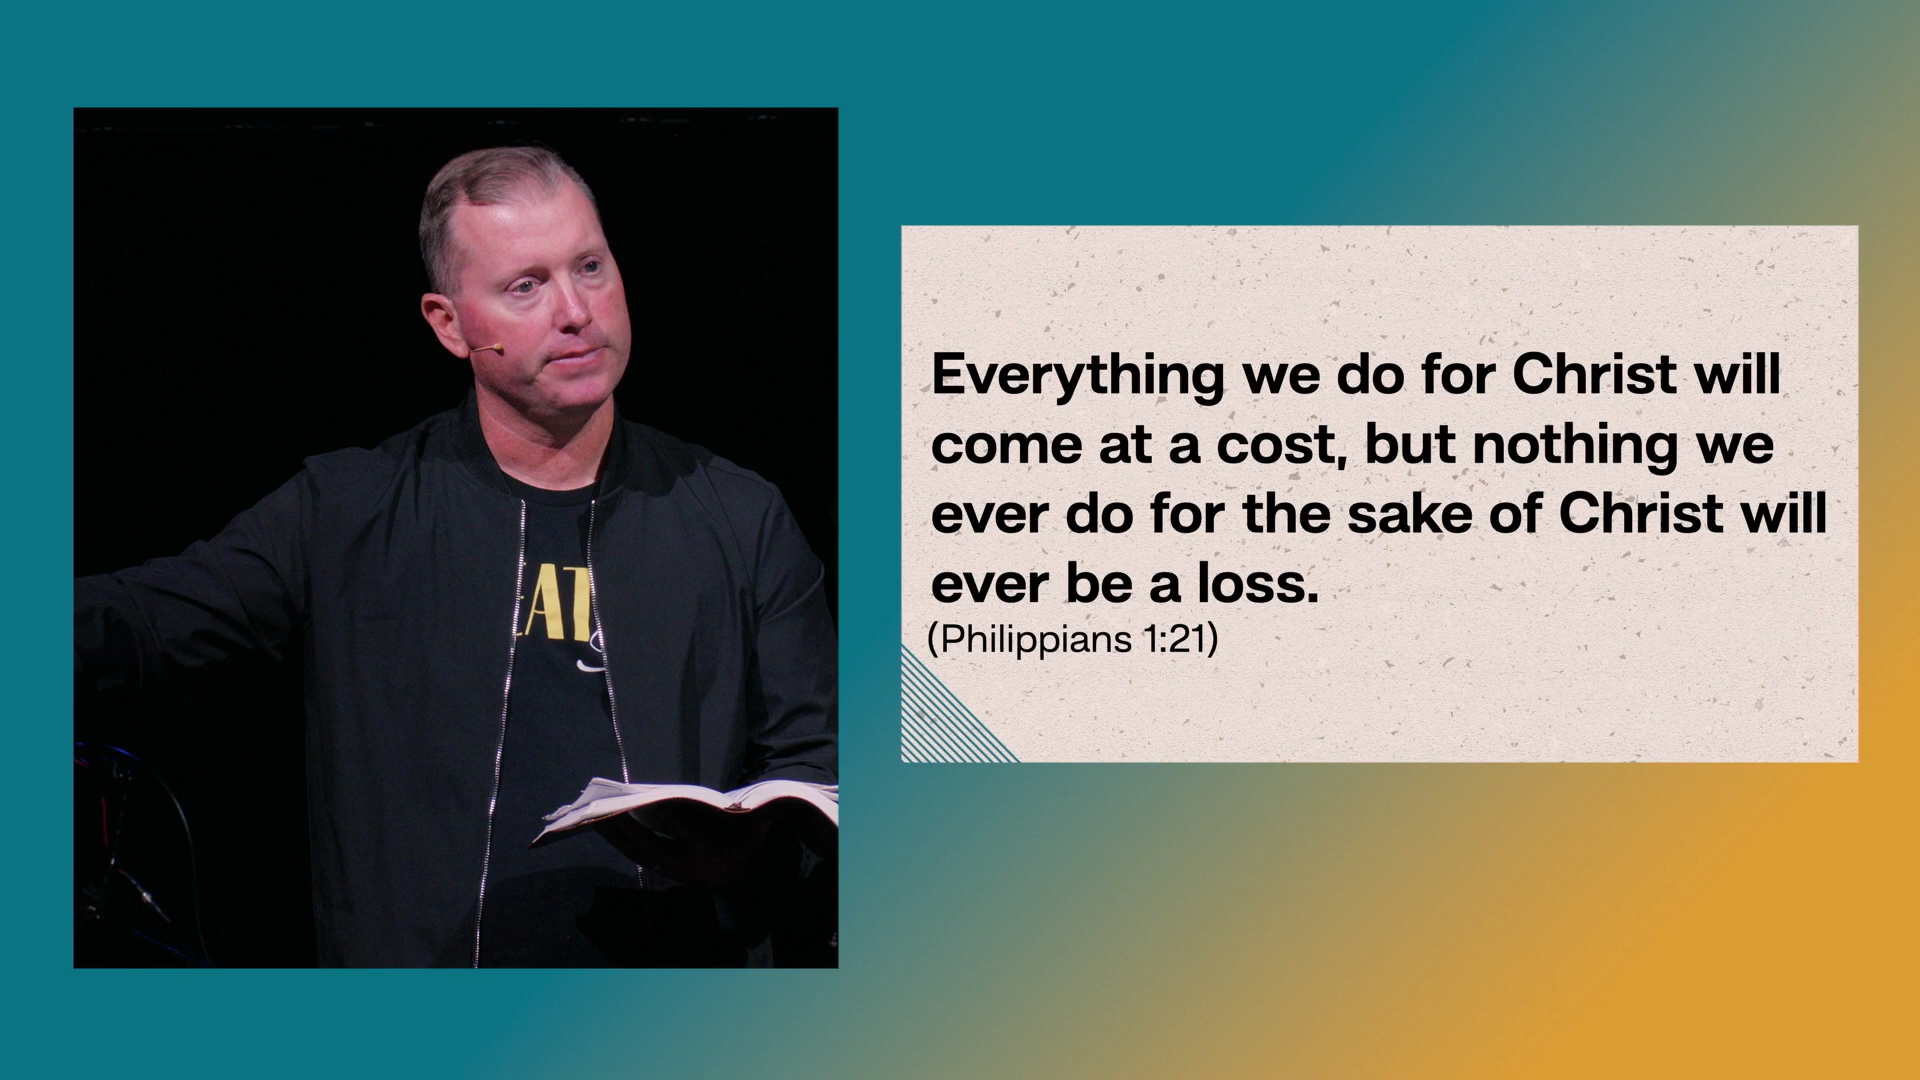 Everything we do for Christ will
come at a cost, but nothing we
ever do for the sake of Christ will
ever be a loss.
(Philippians 1:21)